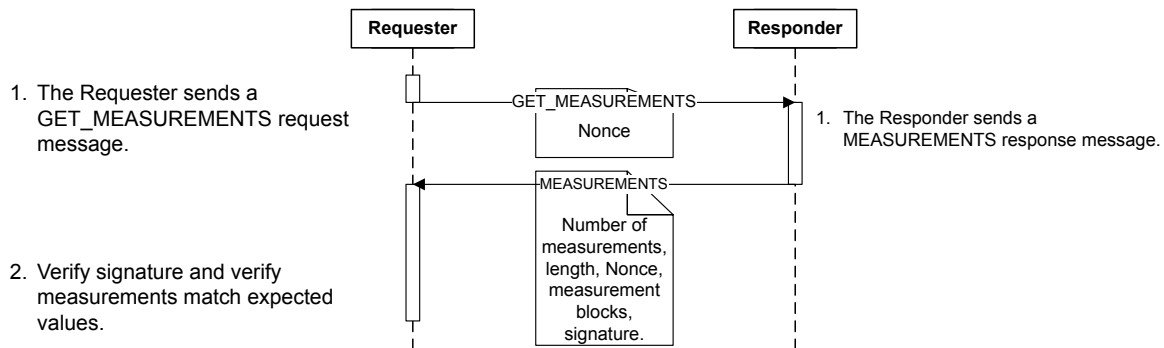 Requester
Responder
1. The Requester sends a
GET_MEASUREMENTS request
message.
GET_MEASUREMENTS
Nonce
1. The Responder sends a
MEASUREMENTS response message.
MEASUREMENTS
Number of
measurements,
length, Nonce,
measurement
blocks,
signature.
2. Verify signature and verify
measurements match expected
values.